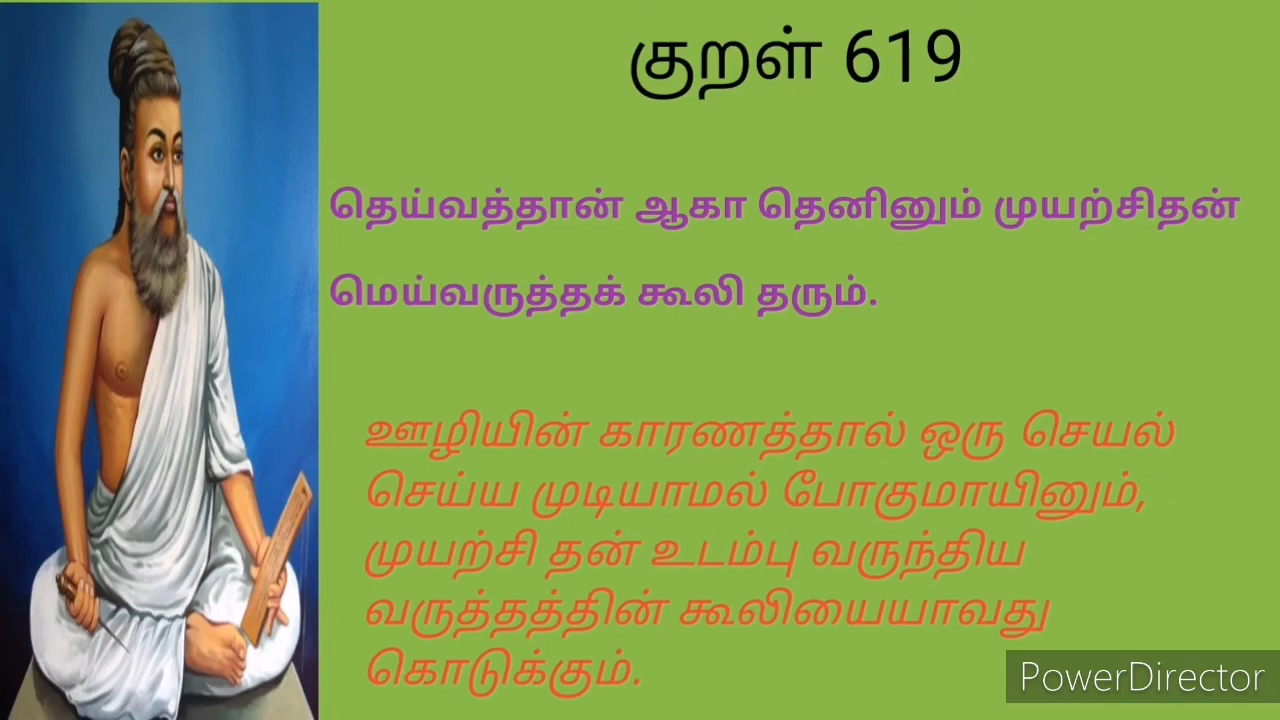 குறள் 619
தெய்வத்தான் ஆகா தெனினும் முயற்சிதன்
மெய்வருத்தக் கூலி தரும்.
ஊழியின் காரணத்தால் ஒரு செயல்
செய்ய முடியாமல் போகுமாயினும்,
முயற்சி தன் உடம்பு வருந்திய
வருத்தத்தின் கூலியையாவது
கொடுக்கும்.
PowerDirector